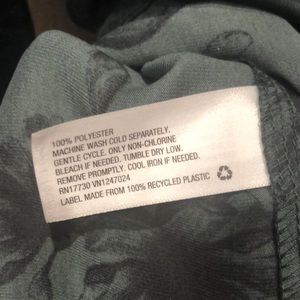 100% POLYESTER
MACHINE WASH COLD SEPARATELY.
GENTLE CYCLE. ONLY NON-CHLORINE
BLEACH IF NEEDED. TUMBLE DRY LOW.
REMOVE PROMPTLY. COOL IRON IF NEEDED.
RN17730 VN1247024
LABEL MADE FROM 100% RECYCLED PLASTIC